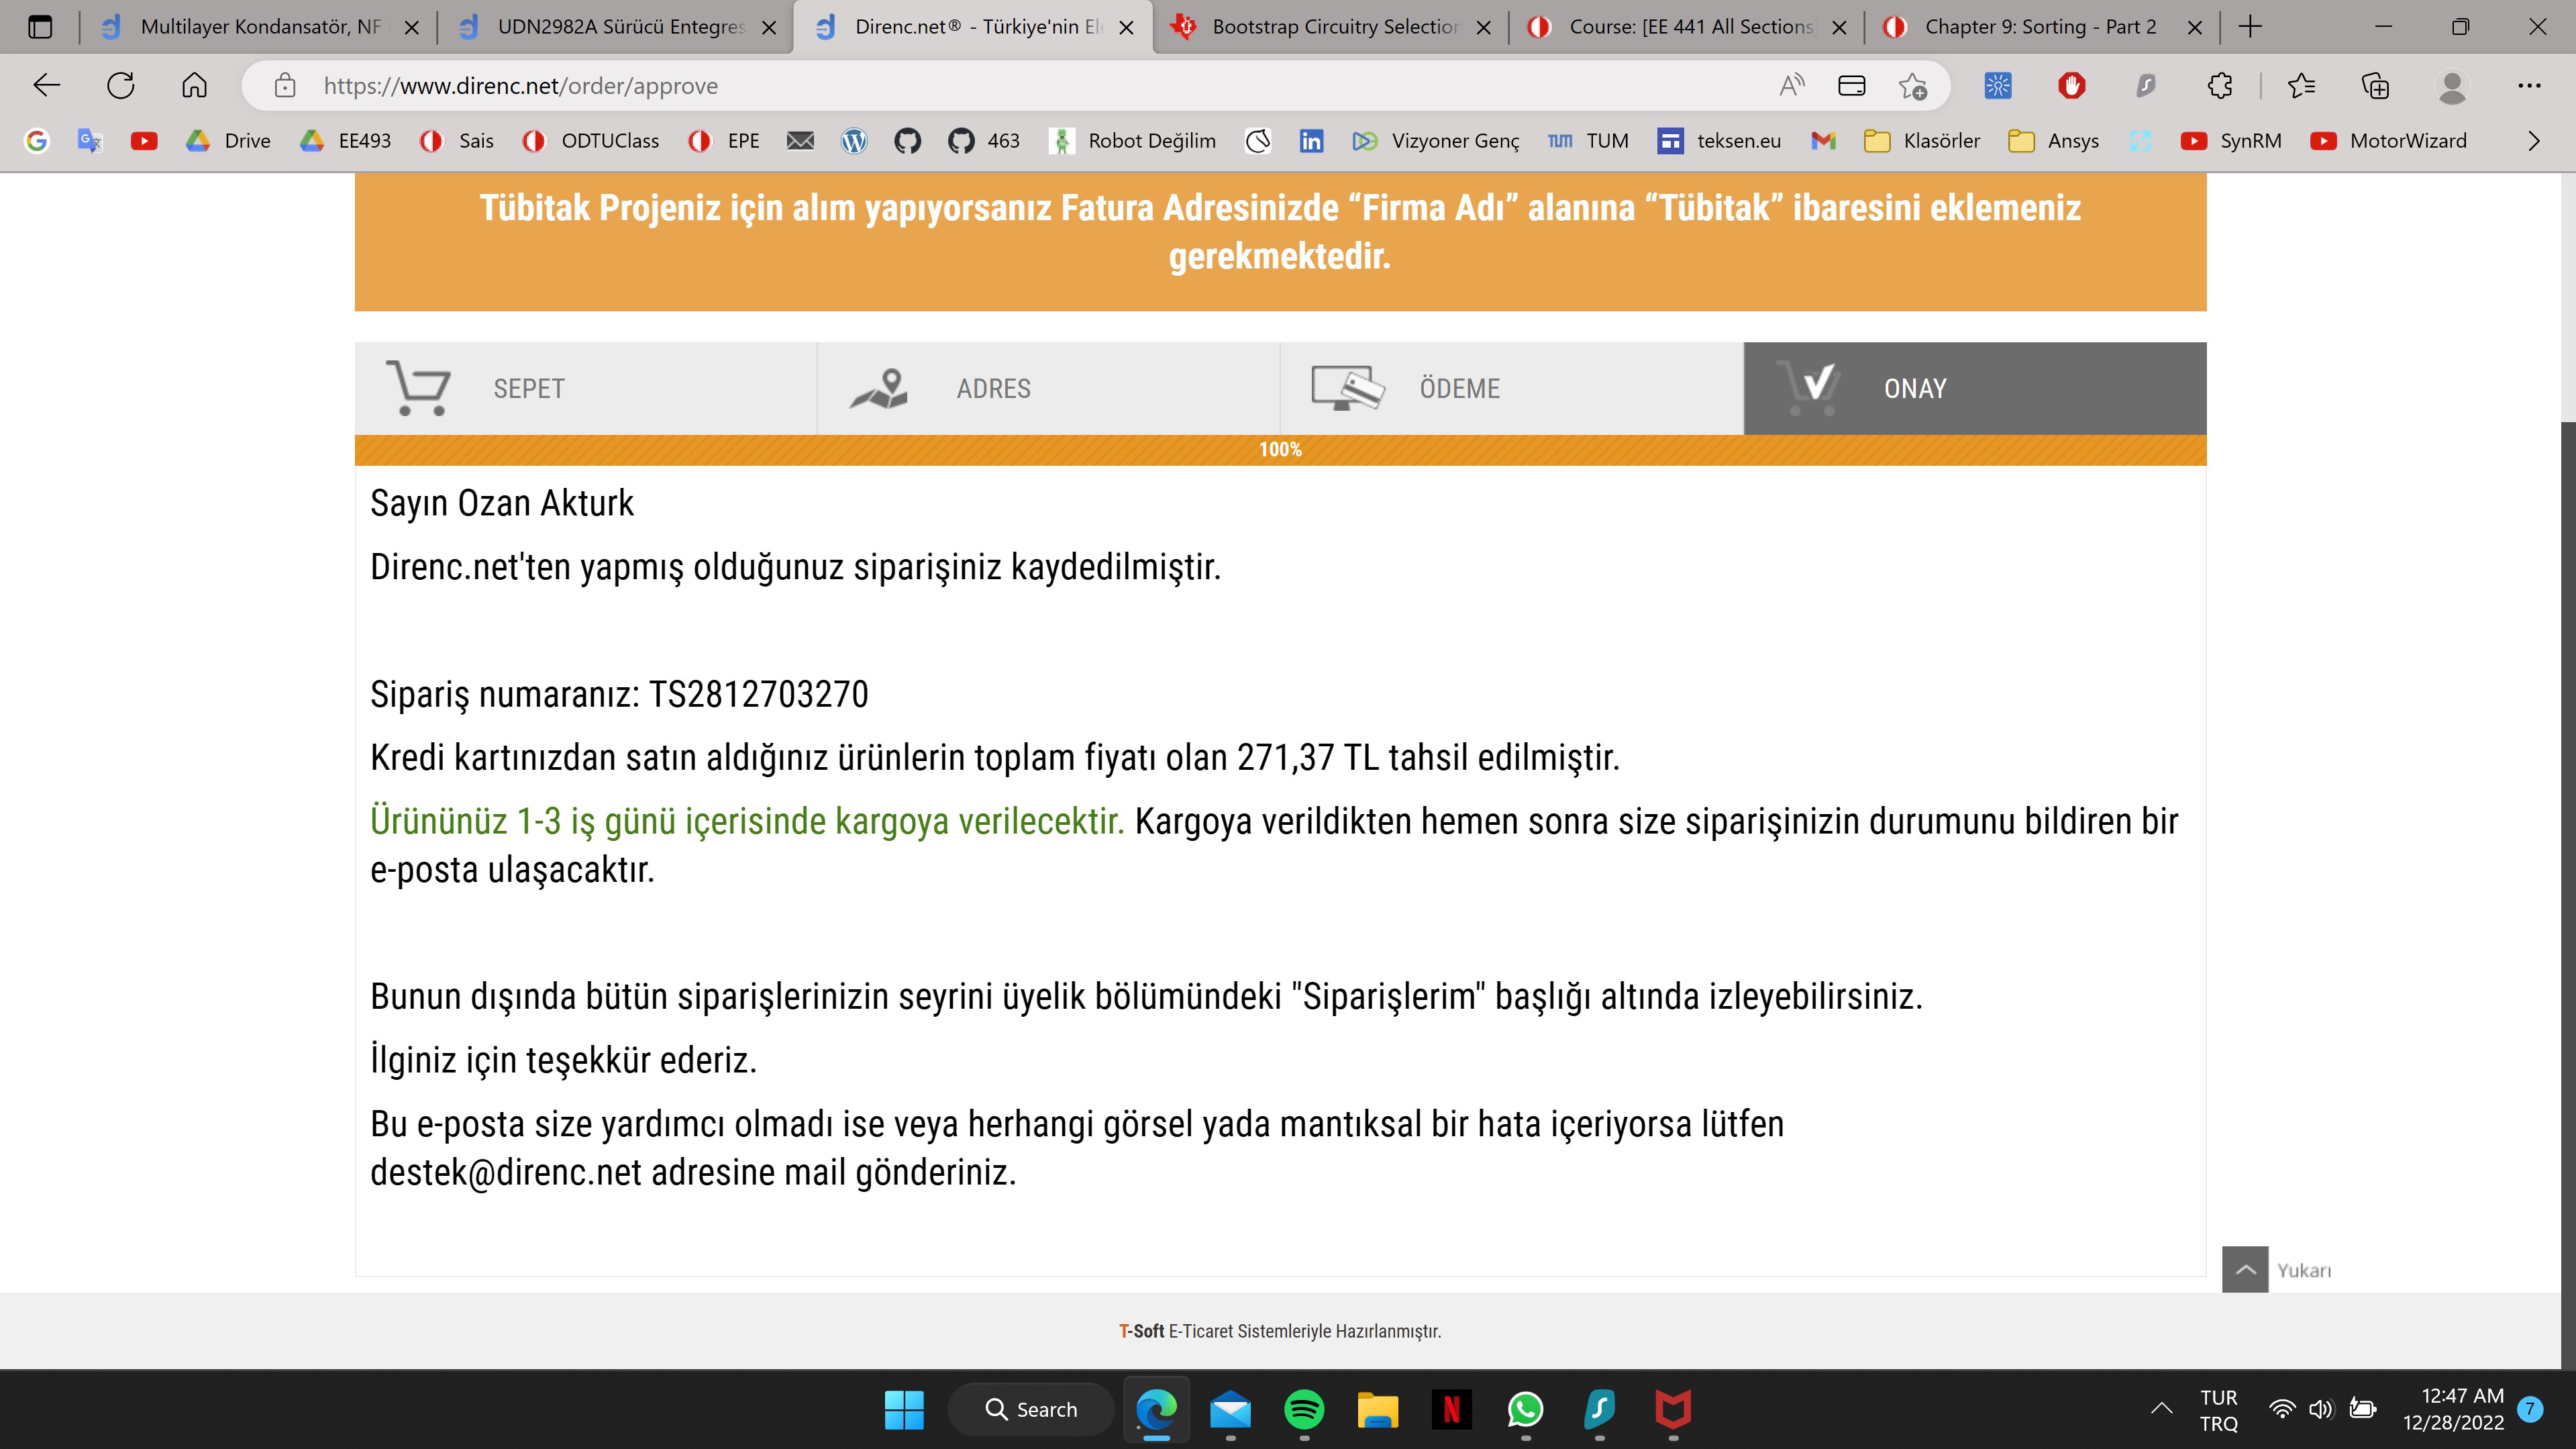 Multilayer Kondansatör, NF
UDN2982A Sürücü Entegres
Direnc.net® - Türkiye'nin Ele
Bootstrap Circuitry Selection
Course: [EE 441 All Sections]
Chapter 9: Sorting - Part 2
https://www.direnc.net/order/approve
Drive
EE493
Sais
ODTUClass
EPE
463
Robot Değilim
Vizyoner Genç
TUM
teksen.eu
Klasörler
Ansys
SynRM
MotorWizard
Tübitak Projeniz için alım yapıyorsanız Fatura Adresinizde “Firma Adı” alanına “Tübitak” ibaresini eklemeniz
gerekmektedir.
SEPET
ADRES
ÖDEME
ONAY
100%
Sayın Ozan Akturk
Direnc.net'ten yapmış olduğunuz siparişiniz kaydedilmiştir.
Sipariş numaranız: TS2812703270
Kredi kartınızdan satın aldığınız ürünlerin toplam fiyatı olan 271,37 TL tahsil edilmiştir.
Ürününüz 1-3 iş günü içerisinde kargoya verilecektir. Kargoya verildikten hemen sonra size siparişinizin durumunu bildiren bir
e-posta ulaşacaktır.
Bunun dışında bütün siparişlerinizin seyrini üyelik bölümündeki "Siparişlerim" başlığı altında izleyebilirsiniz.
İlginiz için teşekkür ederiz.
Bu e-posta size yardımcı olmadı ise veya herhangi görsel yada mantıksal bir hata içeriyorsa lütfen
destek@direnc.net adresine mail gönderiniz.
Yukarı
T-Soft E-Ticaret Sistemleriyle Hazırlanmıştır.
Search
TUR
TRQ
12:47 AM
12/28/2022
7